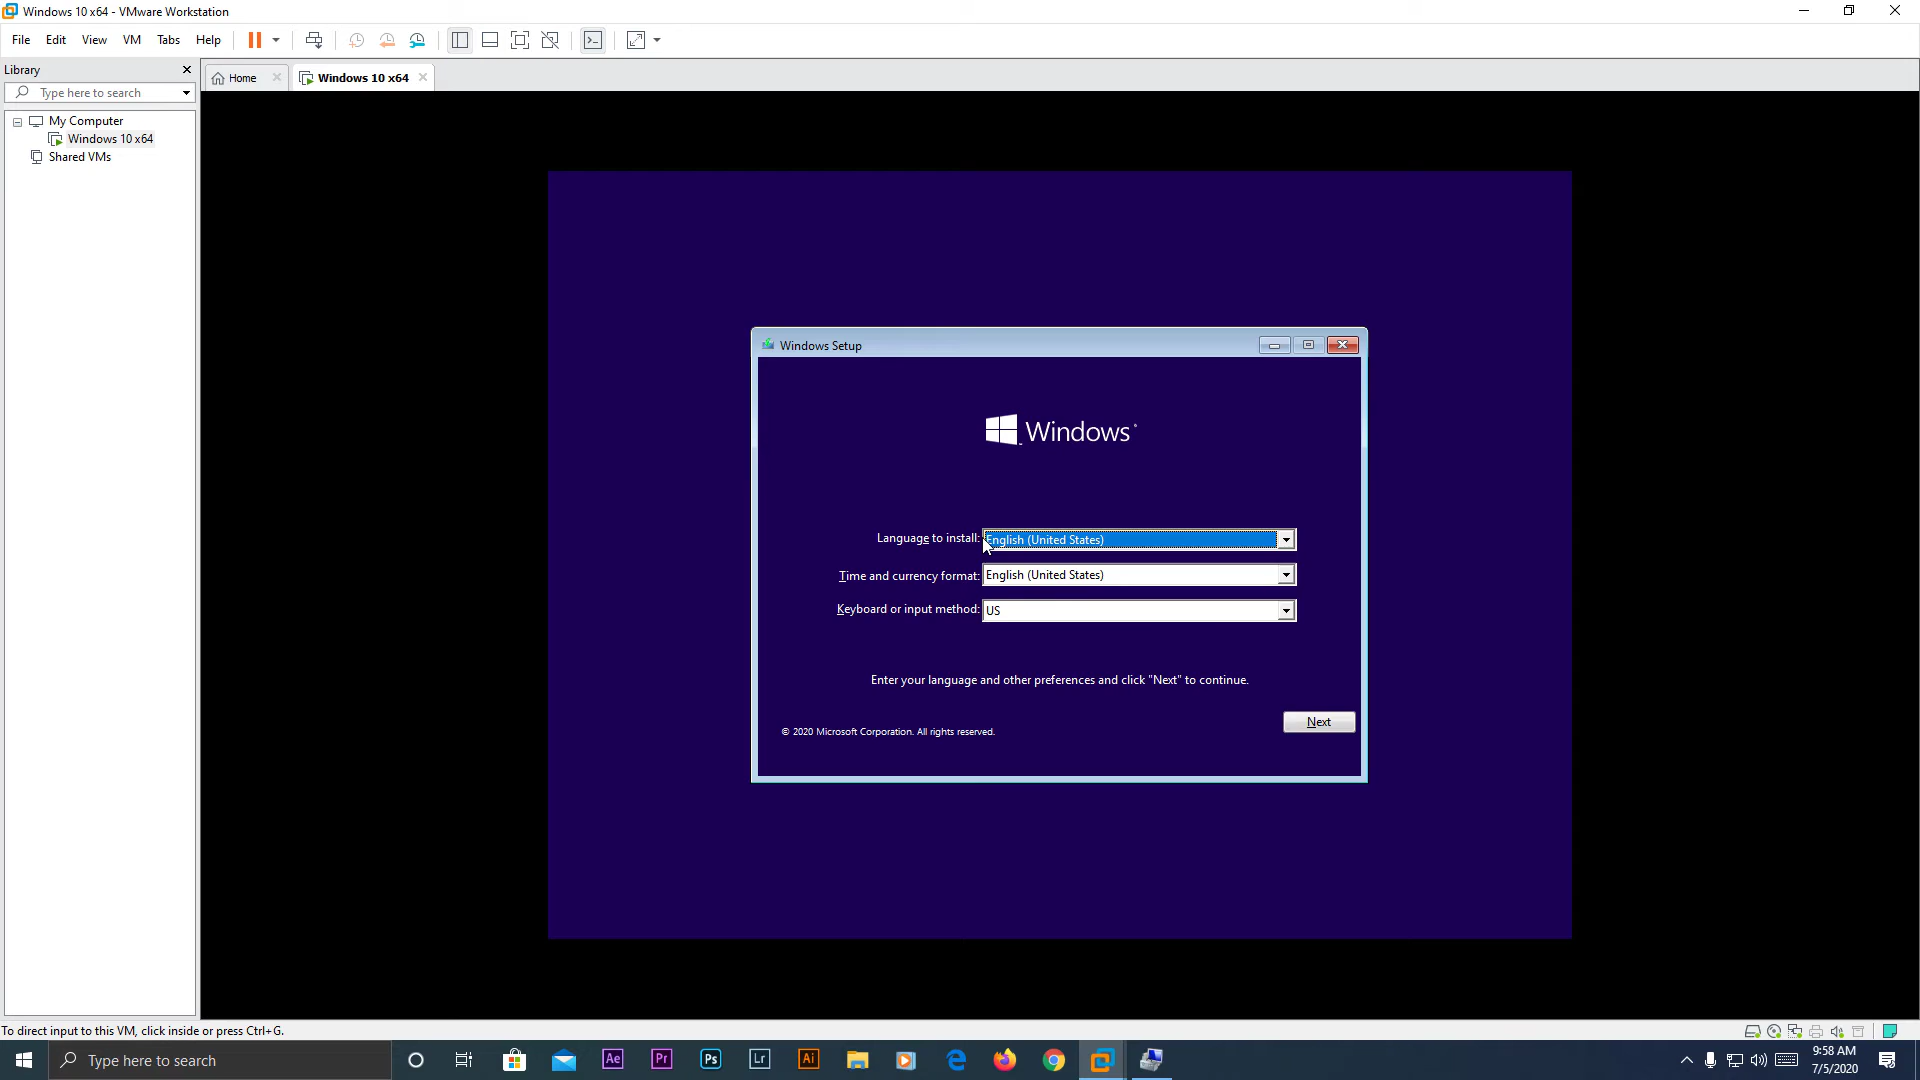 Windows 10 x64 - VMware Workstation
File Edit View VM Tabs Help
Library
Home
Windows 10 x64
Type here to search
My Computer
Windows 10 x64
Shared VMs
Windows Setup
Windows
Language to install: English (United States)
Time and currency format: English (United States)
Keyboard or input method: US
Enter your language and other preferences and click "Next" to continue.
Next
© 2020 Microsoft Corporation. All rights reserved.
To direct input to this VM, click inside or press Ctrl+G.
Type here to search
Ae
Pr
Ps
Lr
Ai
9:58 AM
7/5/2020